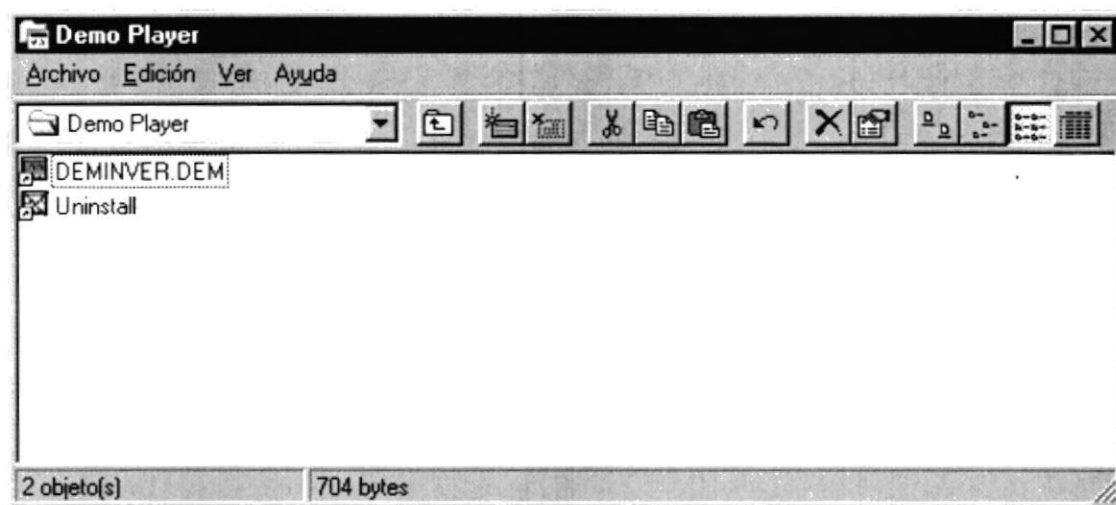 Demo Player
Archivo Edición Ver Ayuda
Demo Player
DEMINVER.DEM
Uninstall
2 objeto(s) 704 bytes